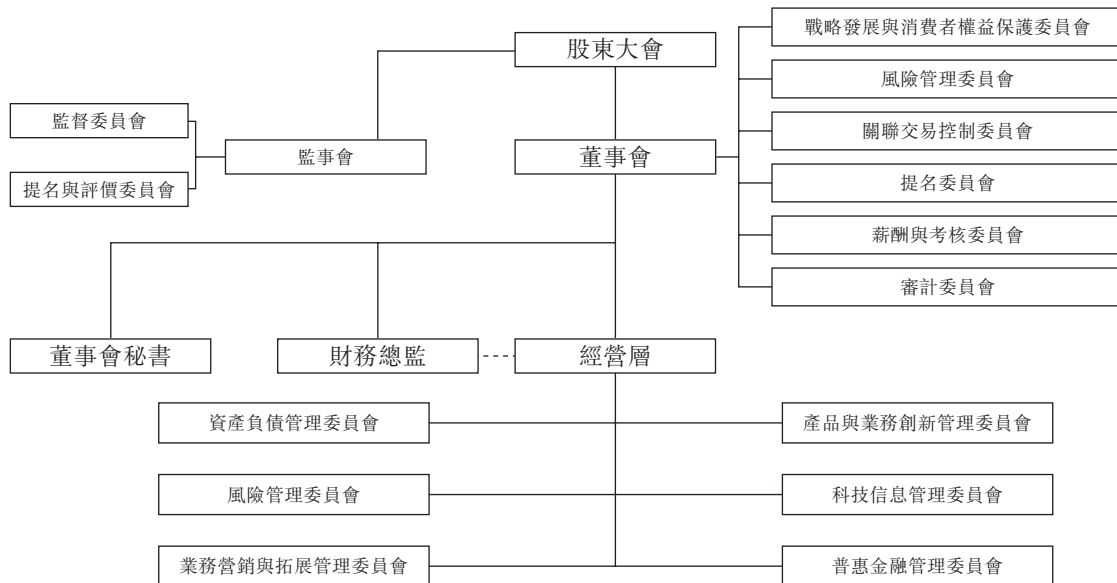 戰略發展與消費者權益保護委員會
股東大會
風險管理委員會
監督委員會
關聯交易控制委員會
監事會
董事會
提名與評價委員會
提名委員會
薪酬與考核委員會
審計委員會
董事會秘書
財務總監
經營層
資產負債管理委員會
產品與業務創新管理委員會
風險管理委員會
科技信息管理委員會
業務營銷與拓展管理委員會
普惠金融管理委員會